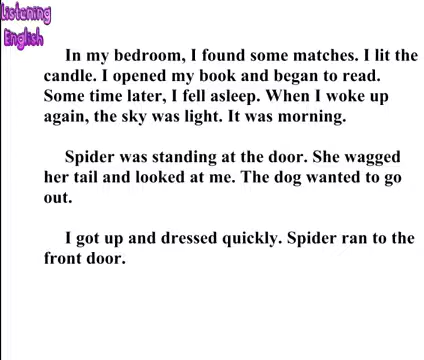 Listening
English
In my bedroom, I found some matches. I lit the
candle. I opened my book and began to read.
Some time later, I fell asleep. When I woke up
again, the sky was light. It was morning.
Spider was standing at the door. She wagged
her tail and looked at me. The dog wanted to go
out.
I got up and dressed quickly. Spider ran to the
front door.